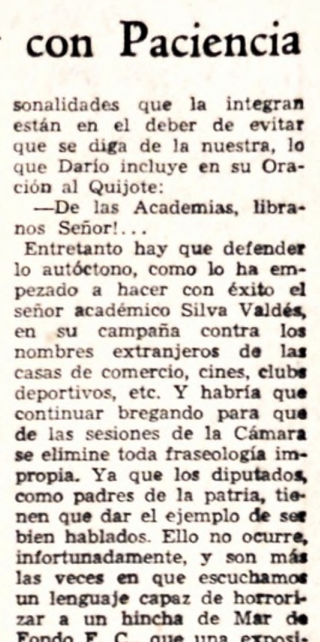 con Paciencia
sonalidades que la integran
están en el deber de evitar
que se diga de la nuestra, lo
que Darío incluye en su Ora-
ción al Quijote:
—De las Academias, libra-
nos Señor!...
Entretanto hay que defender
lo autóctono, como lo ha em-
pezado a hacer con éxito el
señor académico Silva Valdés,
en su campaña contra los
nombres extranjeros de las
casas de comercio, cines, clubs
deportivos, etc. Y habría que
continuar bregando para que
de las sesiones de la Cámara
se elimine toda fraseología im-
propia. Ya que los diputados,
como padres de la patria, tie-
nen que dar el ejemplo de ser
bien hablados. Ello no ocurre,
infortunadamente, y son más
las veces en que escuchamos
un lenguaje capaz de horrori-
zar a un hincha de Mar de
Fondo F. C., que una exposi-